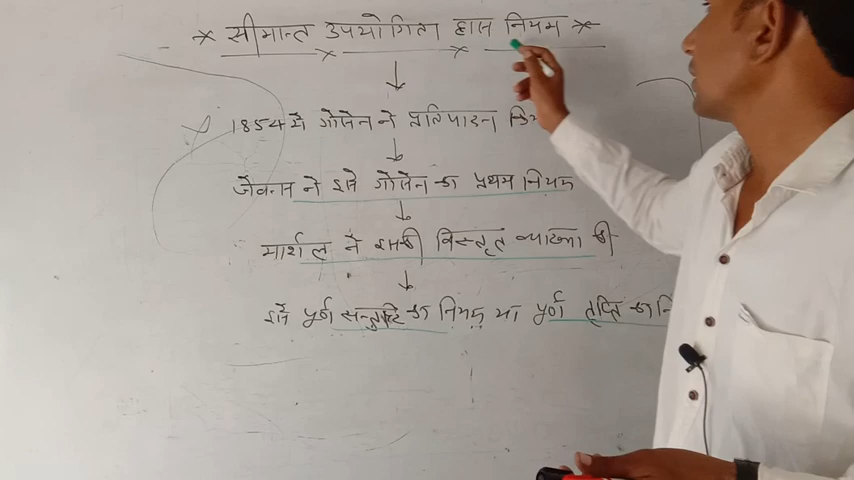 * सीमान्त उपयोगिता ह्रास नियम *
1854 में गोसेन ने प्रतिपादन
जेवन्स ने इसे गोसेन का प्रथम नियम
मार्शल ने इसकी विस्तृत व्याख्या की
इसे पूर्ण सन्तुष्टि का नियम या पूर्ण तृप्ति का